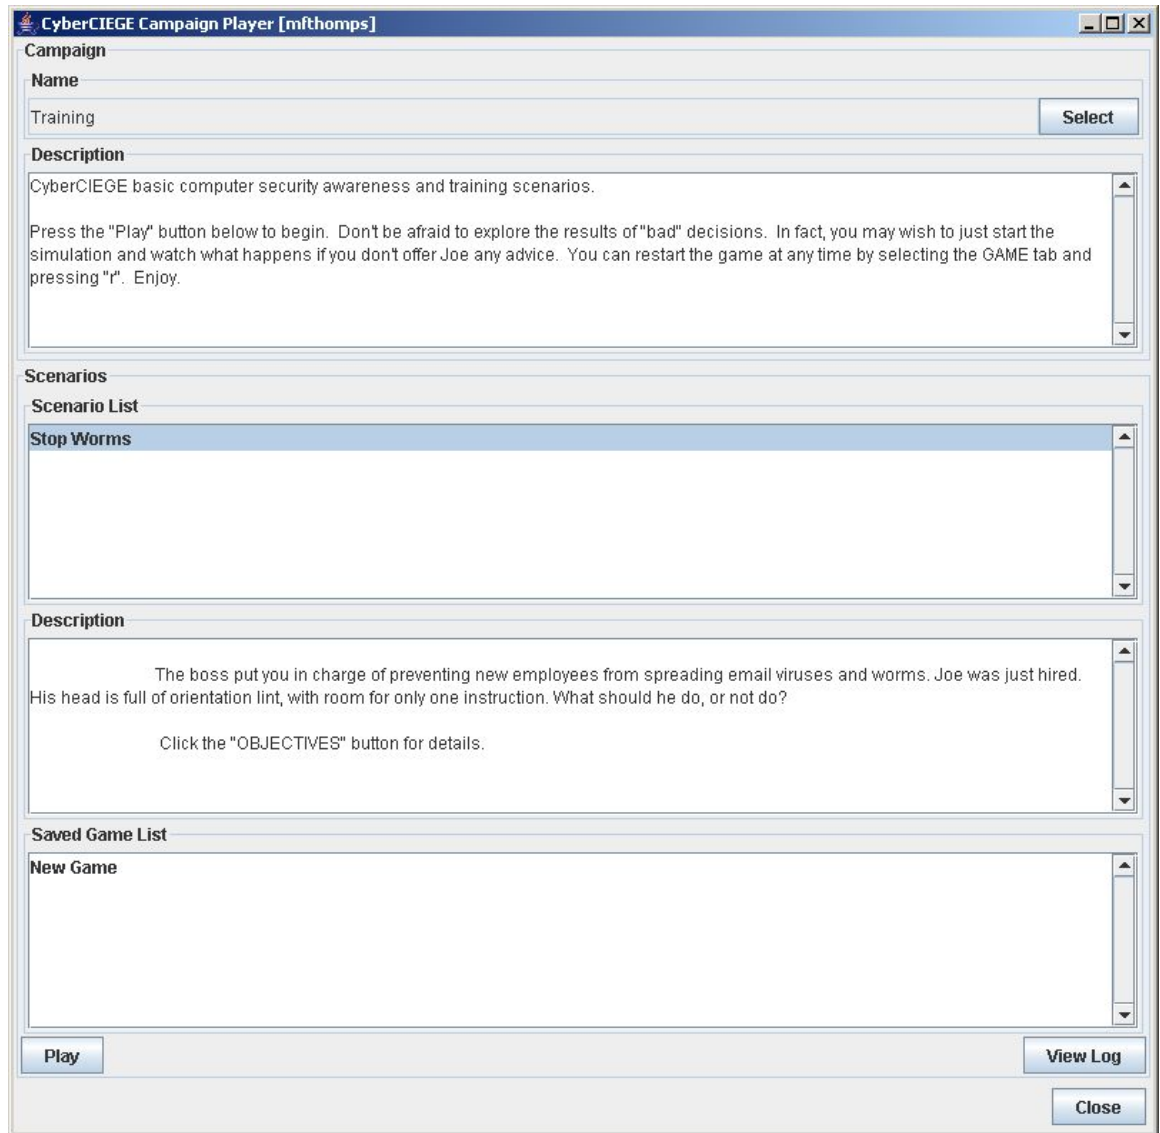 CyberCIEGE Campaign Player [mfthomps]
Campaign
Name
Training
Select
Description
CyberCIEGE basic computer security awareness and training scenarios.
Press the "Play" button below to begin.  Don't be afraid to explore the results of "bad" decisions.  In fact, you may wish to just start the
simulation and watch what happens if you don't offer Joe any advice.  You can restart the game at any time by selecting the GAME tab and
pressing "r".  Enjoy.
Scenarios
Scenario List
Stop Worms
Description
The boss put you in charge of preventing new employees from spreading email viruses and worms. Joe was just hired.
His head is full of orientation lint, with room for only one instruction. What should he do, or not do?
Click the "OBJECTIVES" button for details.
Saved Game List
New Game
Play
View Log
Close